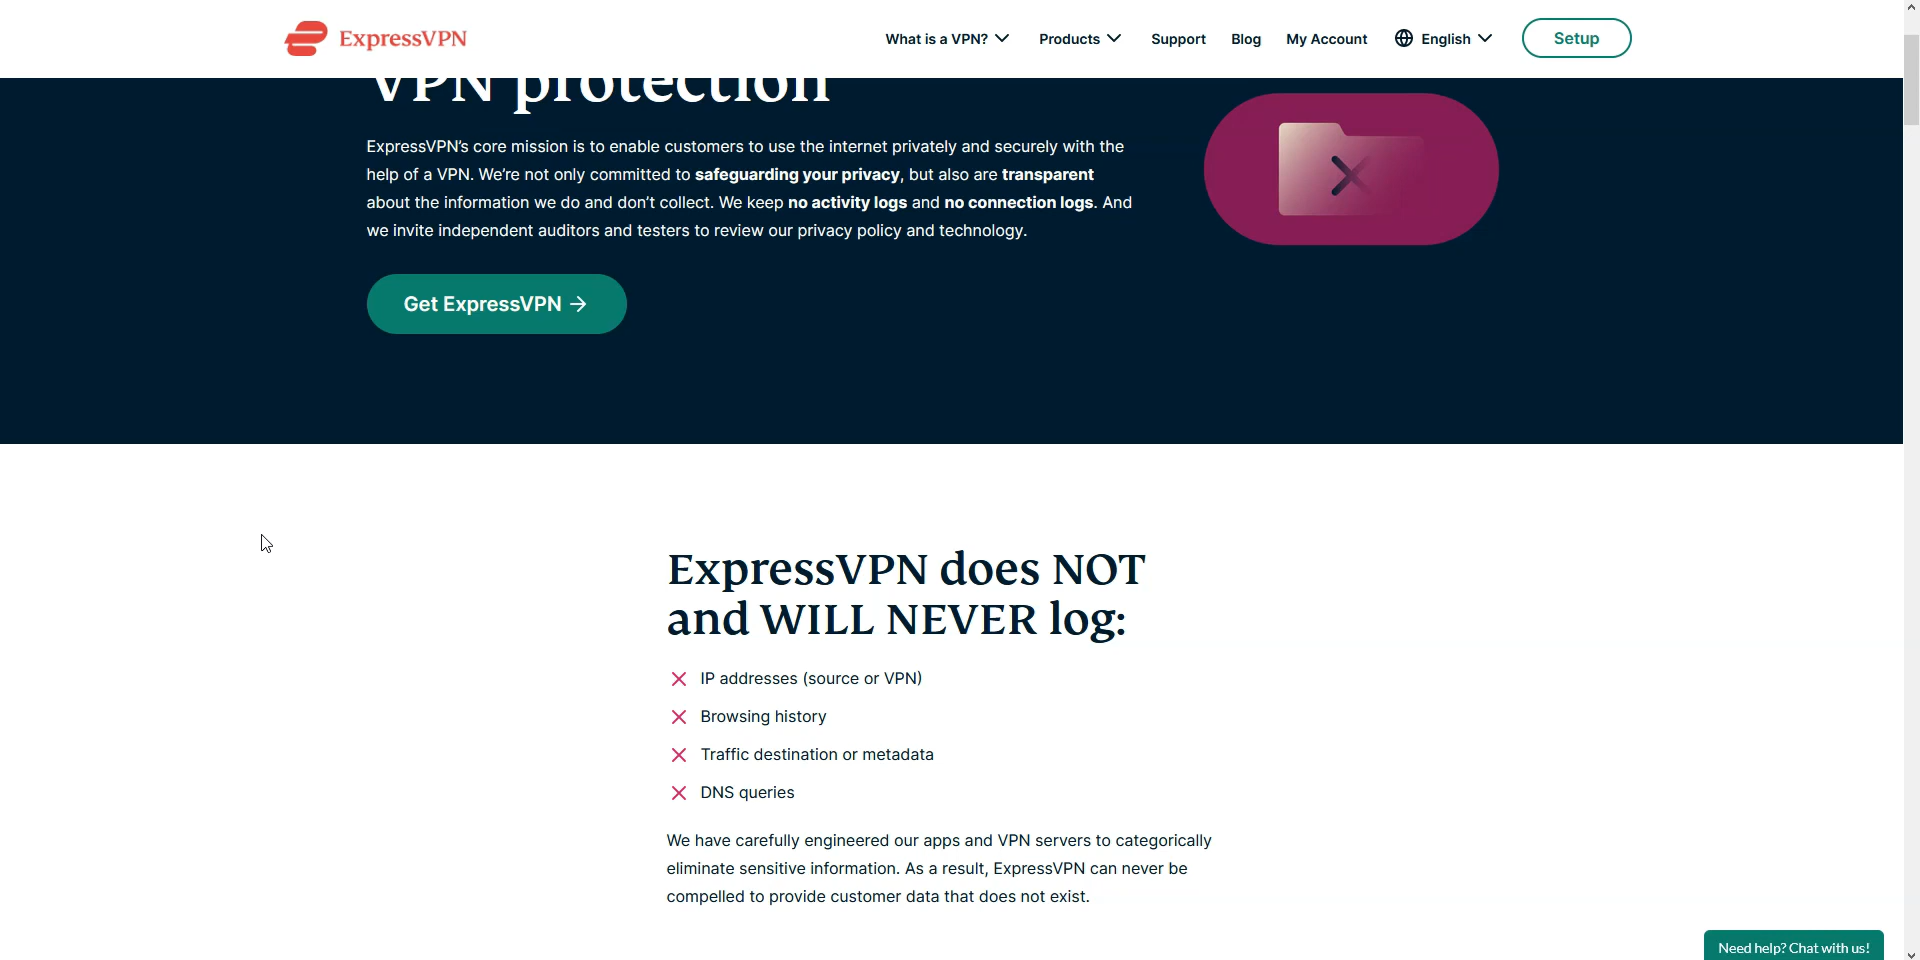 ExpressVPN
What is a VPN? Products Support Blog My Account English Setup
VPN protection
ExpressVPN's core mission is to enable customers to use the internet privately and securely with the
help of a VPN. We're not only committed to safeguarding your privacy, but also are transparent
about the information we do and don't collect. We keep no activity logs and no connection logs. And
we invite independent auditors and testers to review our privacy policy and technology.
Get ExpressVPN →
ExpressVPN does NOT
and WILL NEVER log:
IP addresses (source or VPN)
Browsing history
Traffic destination or metadata
DNS queries
We have carefully engineered our apps and VPN servers to categorically
eliminate sensitive information. As a result, ExpressVPN can never be
compelled to provide customer data that does not exist.
Need help? Chat with us!